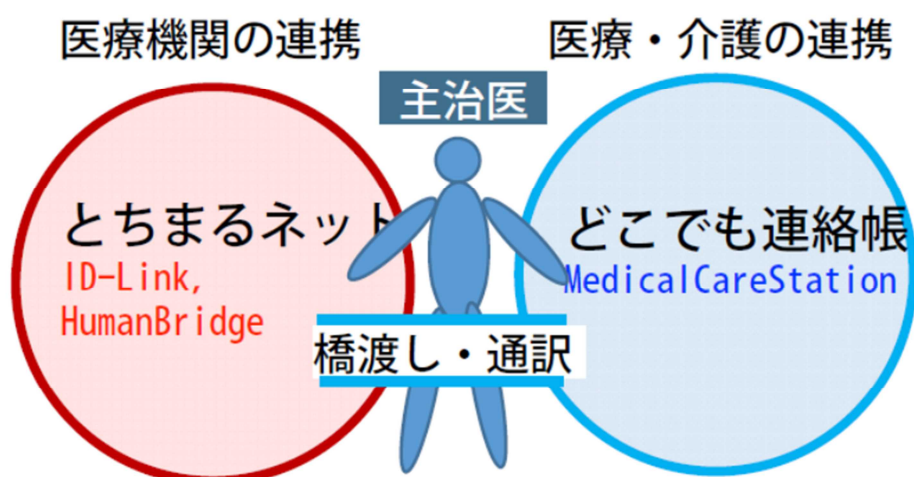 医療機関の連携
医療・介護の連携
主治医
とちまるネット
ID-Link,
HumanBridge
どこでも連絡帳
MedicalCareStation
橋渡し・通訳